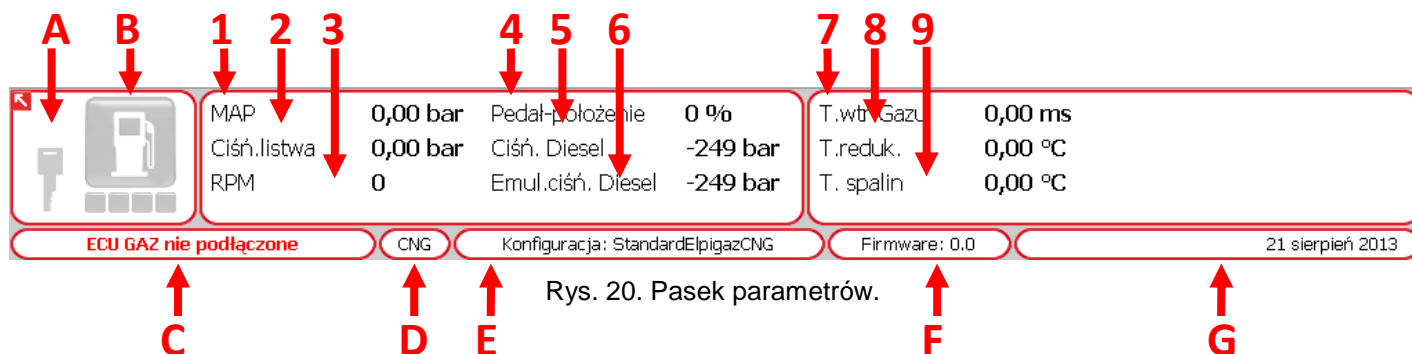 A B 1 2 3 4 5 6 7 8 9
MAP 0,00 bar Pedał-położenie 0 % T.wtr.Gazu 0,00 ms
Ciśń.listwa 0,00 bar Ciśń. Diesel -249 bar T.reduk. 0,00 °C
RPM 0 Emul.ciśń. Diesel -249 bar T. spalin 0,00 °C
ECU GAZ nie podłączone CNG Konfiguracja: StandardElpigazCNG Firmware: 0.0 21 sierpień 2013
Rys. 20. Pasek parametrów.
C D E F G